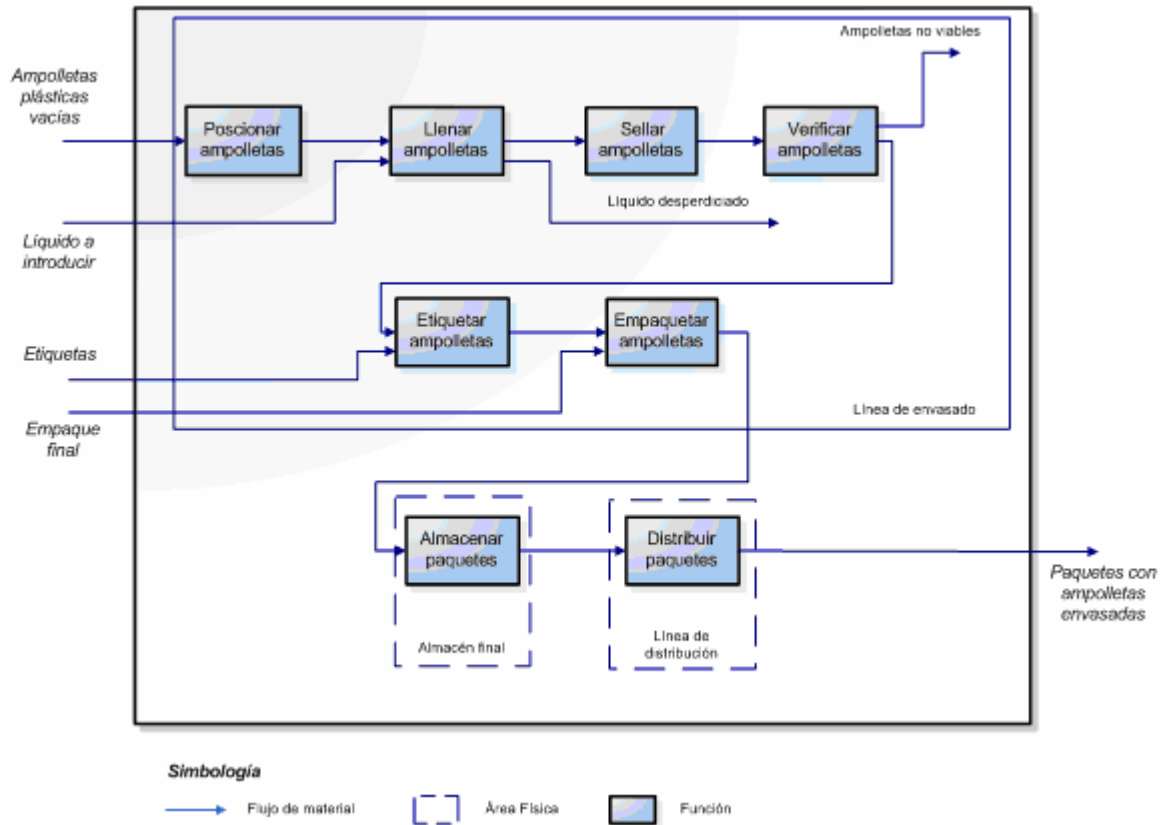 Ampolletas no viables
Ampolletas
plásticas
vacías
Poscionar
ampolletas
Llenar
ampolletas
Sellar
ampolletas
Verificar
ampolletas
Líquido desperdiciado
Líquido a
introducir
Etiquetar
ampolletas
Empaquetar
ampolletas
Etiquetas
Empaque
final
Línea de envasado
Almacenar
paquetes
Distribuir
paquetes
Paquetes con
ampolletas
envasadas
Almacén final
Línea de
distribución
Simbología
Flujo de material
Área Física
Función